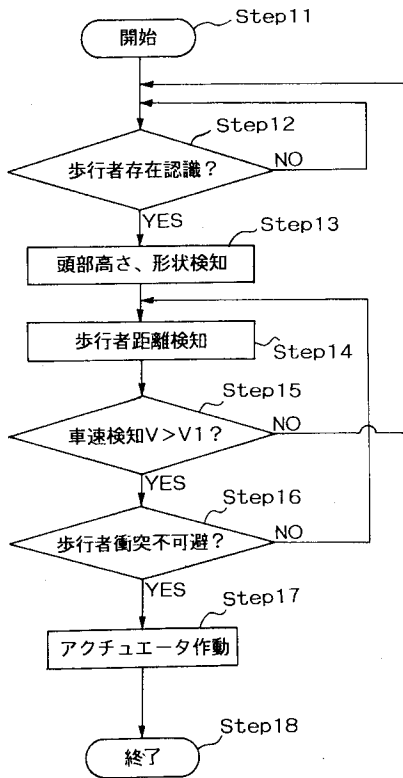 Step11
開始
Step12
歩行者存在認識?
NO
YES
Step13
頭部高さ、形状検知
歩行者距離検知
Step14
Step15
車速検知V>V1?
NO
YES
Step16
歩行者衝突不可避?
NO
YES
Step17
アクチュエータ作動
Step18
終了